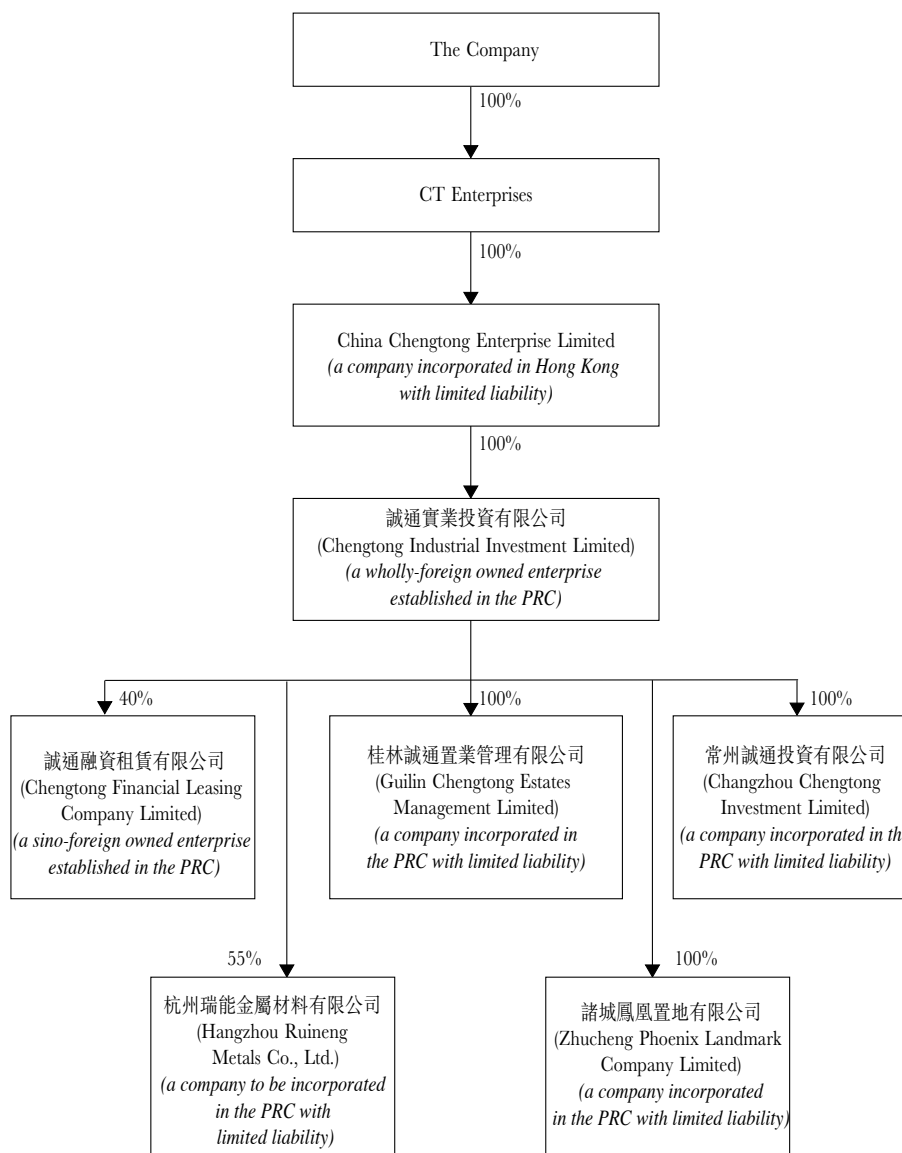 The Company
100%
CT Enterprises
100%
China Chengtong Enterprise Limited
(a company incorporated in Hong Kong
with limited liability)
100%
誠通實業投資有限公司
(Chengtong Industrial Investment Limited)
(a wholly-foreign owned enterprise
established in the PRC)
40%
誠通融資租賃有限公司
(Chengtong Financial Leasing
Company Limited)
(a sino-foreign owned enterprise
established in the PRC)
100%
桂林誠通置業管理有限公司
(Guilin Chengtong Estates
Management Limited)
(a company incorporated in
the PRC with limited liability)
100%
常州誠通投資有限公司
(Changzhou Chengtong
Investment Limited)
(a company incorporated in the
PRC with limited liability)
55%
杭州瑞能金屬材料有限公司
(Hangzhou Ruineng
Metals Co., Ltd.)
(a company to be incorporated
in the PRC with
limited liability)
100%
諸城鳳凰置地有限公司
(Zhucheng Phoenix Landmark
Company Limited)
(a company incorporated
in the PRC with limited liability)